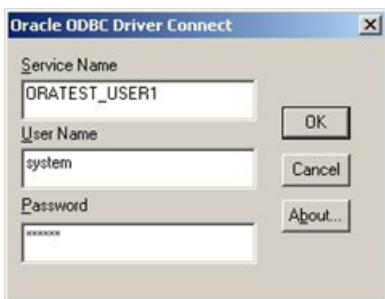 Oracle ODBC Driver Connect
Service Name
ORATEST_USER1
OK
User Name
system
Cancel
Password
About...
******